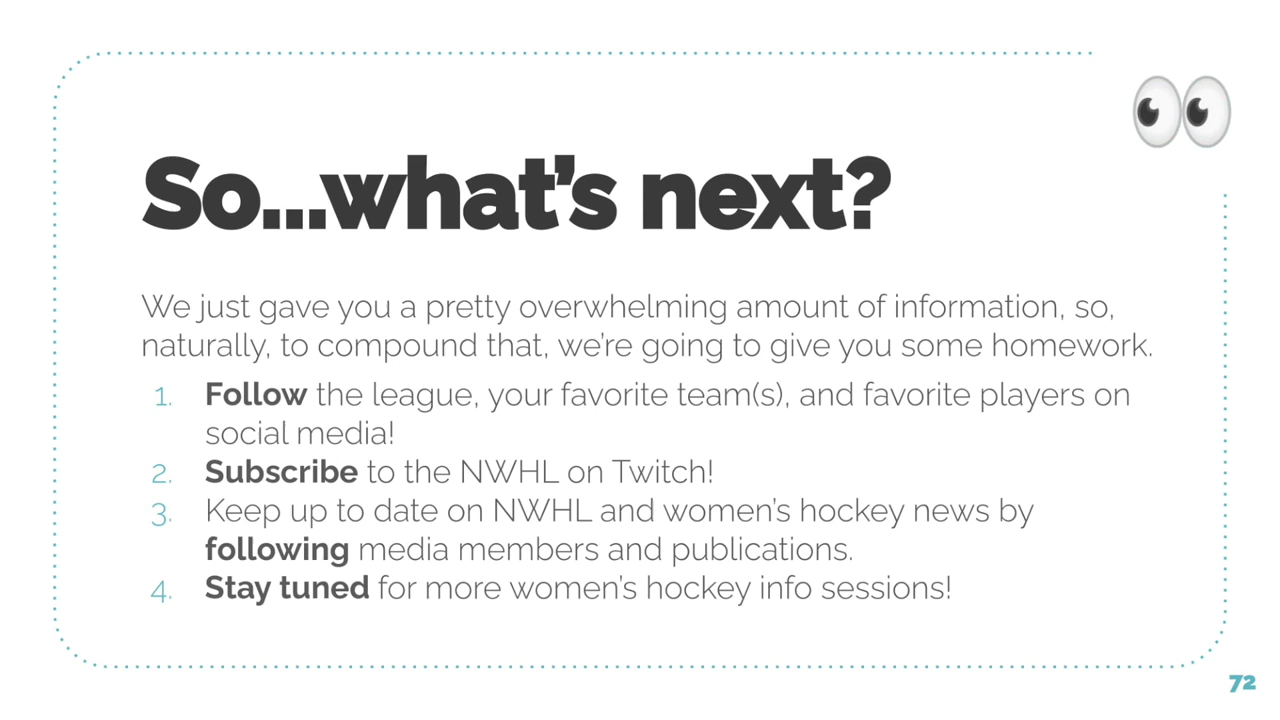 So...what's next?
We just gave you a pretty overwhelming amount of information, so,
naturally, to compound that, we're going to give you some homework.
1. Follow the league, your favorite team(s), and favorite players on
social media!
2. Subscribe to the NWHL on Twitch!
3. Keep up to date on NWHL and women's hockey news by
following media members and publications.
4. Stay tuned for more women's hockey info sessions!
72